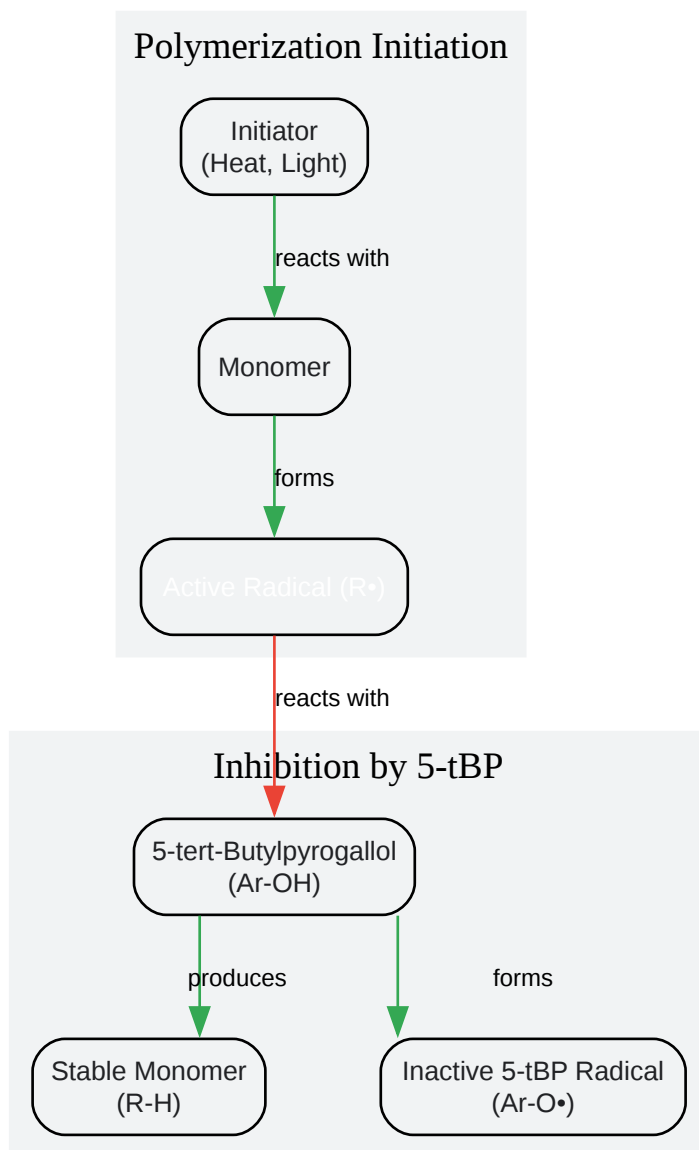 Polymerization Initiation
Initiator
(Heat, Light)
reacts with
Monomer
forms
Active Radical (R•)
reacts with
Inhibition by 5-tBP
5-tert-Butylpyrogallol
(Ar-OH)
produces
forms
Stable Monomer
(R-H)
Inactive 5-tBP Radical
(Ar-O•)